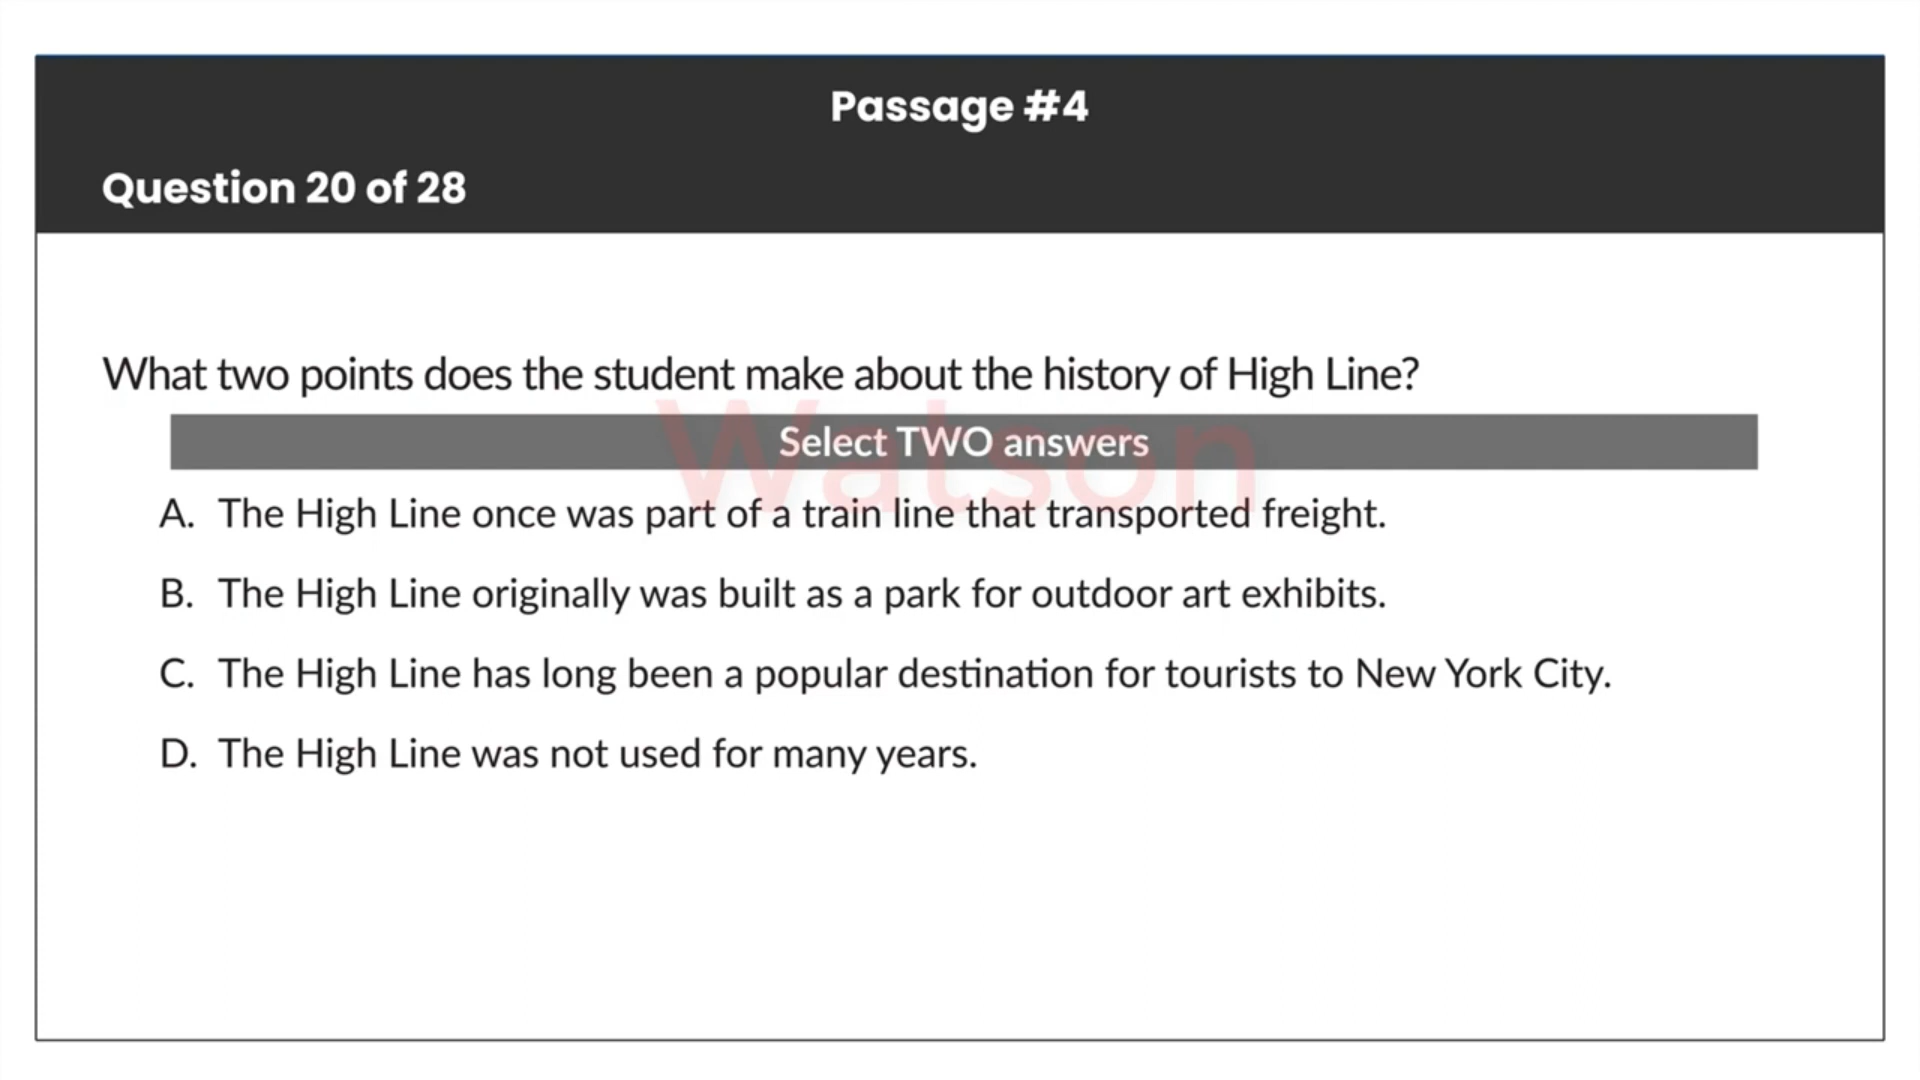 Passage #4
Question 20 of 28
What two points does the student make about the history of High Line?
Watson
Select TWO answers
A. The High Line once was part of a train line that transported freight.
B. The High Line originally was built as a park for outdoor art exhibits.
C. The High Line has long been a popular destination for tourists to New York City.
D. The High Line was not used for many years.